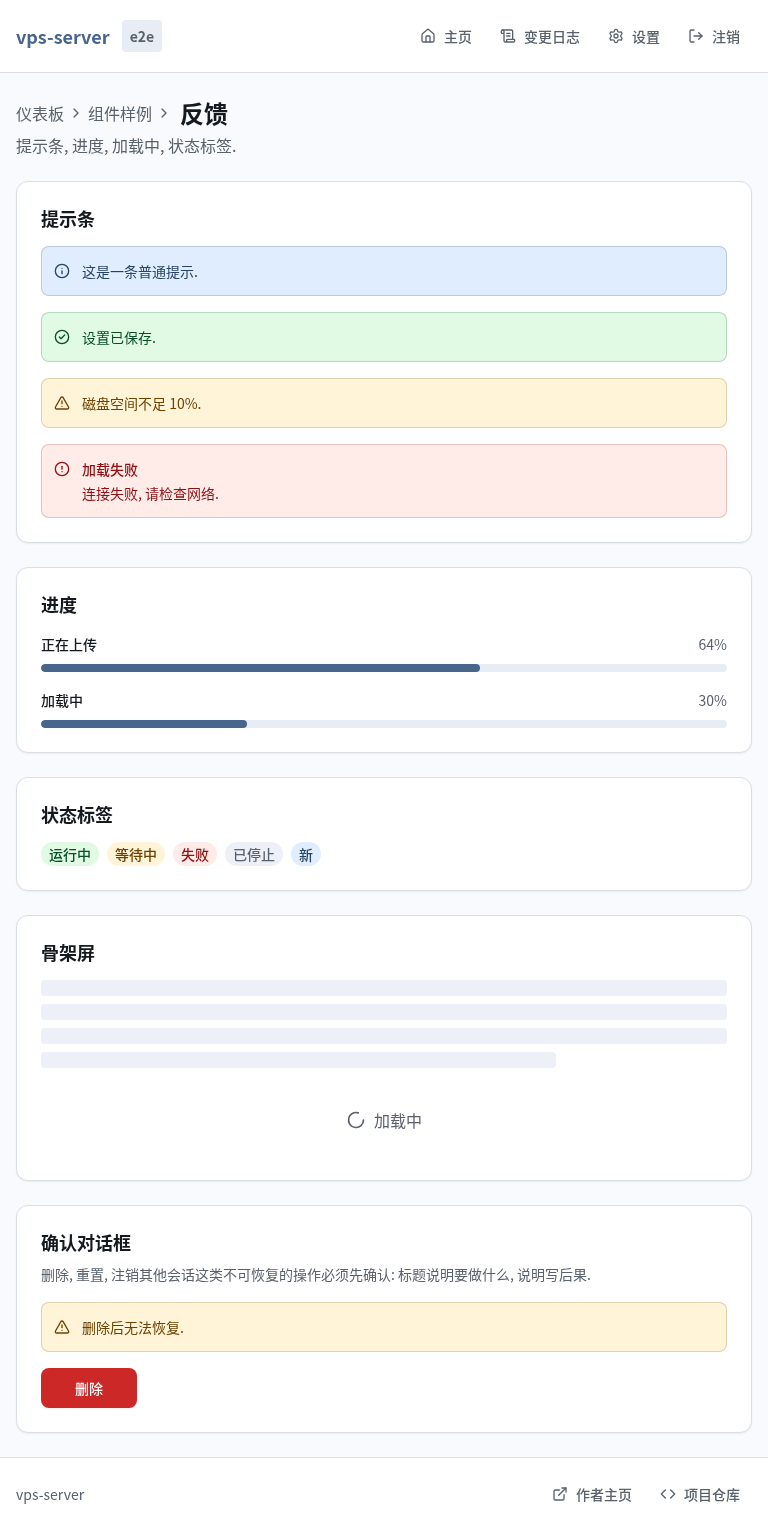 vps-server e2e 主页 变更日志 设置 注销
仪表板 组件样例 反馈
提示条, 进度, 加载中, 状态标签.
提示条
这是一条普通提示.
设置已保存.
磁盘空间不足 10%.
加载失败
连接失败, 请检查网络.
进度
正在上传 64%
加载中 30%
状态标签
运行中 等待中 失败 已停止 新
骨架屏
加载中
确认对话框
删除, 重置, 注销其他会话这类不可恢复的操作必须先确认: 标题说明要做什么, 说明写后果.
删除后无法恢复.
删除
vps-server 作者主页 项目仓库